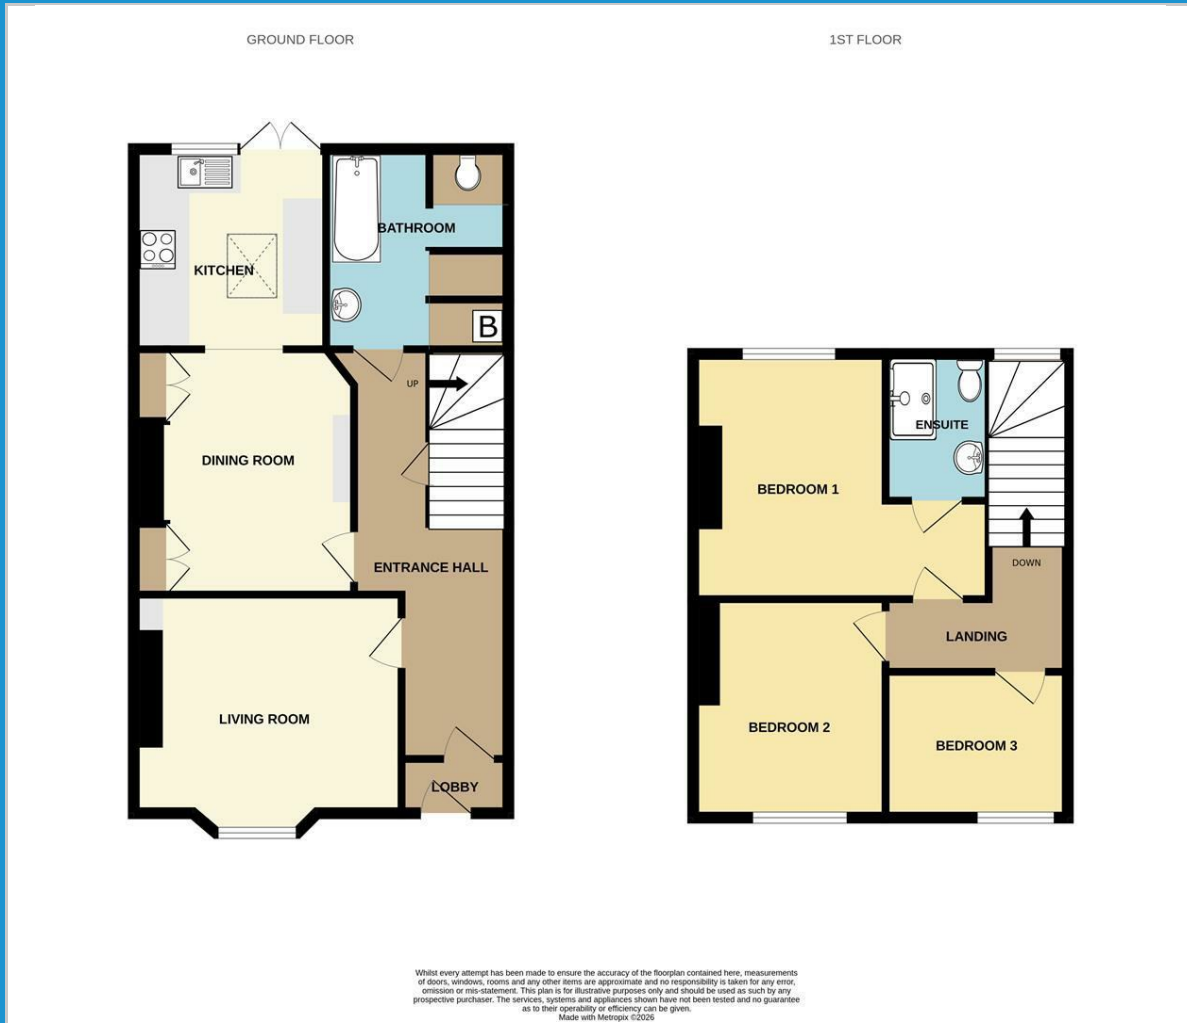 GROUND FLOOR
1ST FLOOR
BATHROOM
KITCHEN
B
UP
DINING ROOM
ENTRANCE HALL
LIVING ROOM
LOBBY
ENSUITE
BEDROOM 1
DOWN
LANDING
BEDROOM 2
BEDROOM 3
Whilst every attempt has been made to ensure the accuracy of the floorplan contained here, measurements
of doors, windows, rooms and any other items are approximate and no responsibility is taken for any error,
omission or mis-statement. This plan is for illustrative purposes only and should be used as such by any
prospective purchaser. The services, systems and appliances shown have not been tested and no guarantee
as to their operability or efficiency can be given.
Made with Metropix ©2026